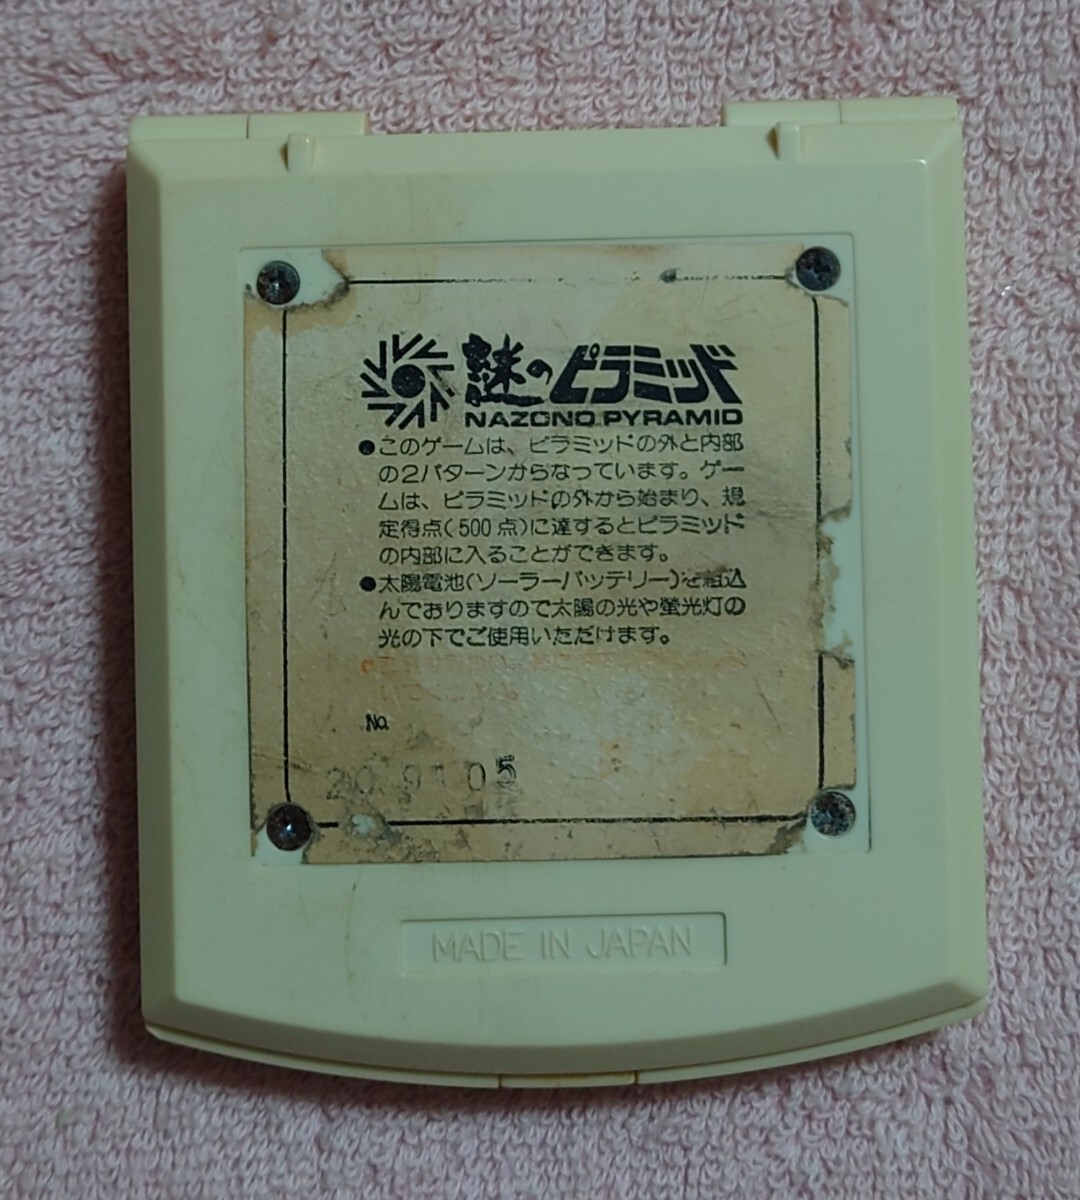 謎のピラミッド
NAZONO PYRAMID
●このゲームは、ピラミッドの外と内部
の2パターンからなっています。ゲー
ムは、ピラミッドの外から始まり、規
定得点(500点)に達するとピラミッド
の内部に入ることができます。
●太陽電池(ソーラーバッテリー)を組込
んでおりますので太陽の光や螢光灯の
光の下でご使用いただけます。
No.
MADE IN JAPAN